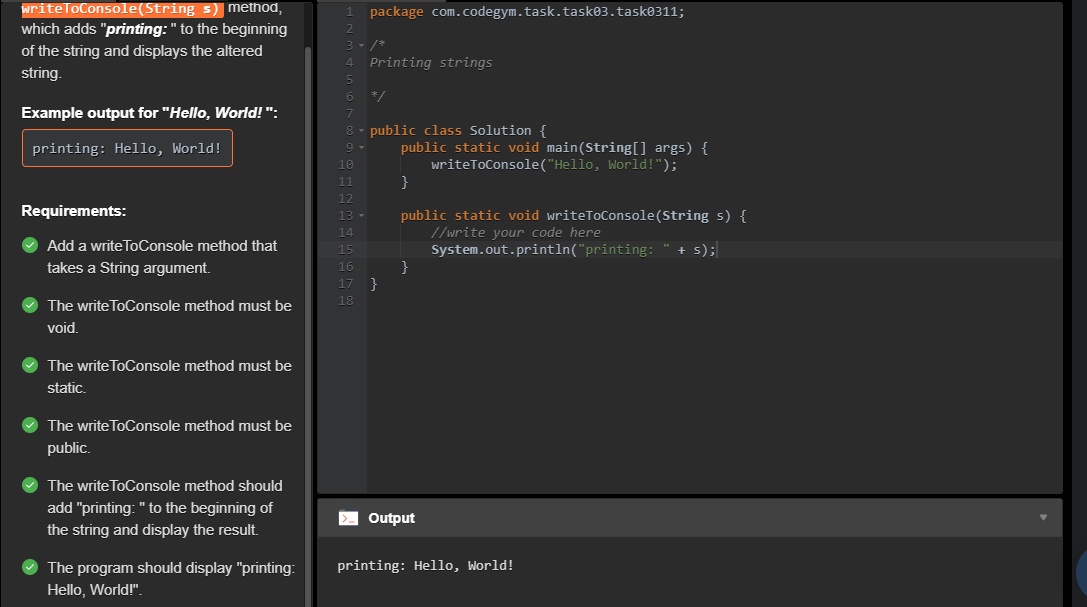 writeToConsole(String s) method,
which adds "printing: " to the beginning
of the string and displays the altered
string.
Example output for "Hello, World! ":
printing: Hello, World!
Requirements:
Add a writeToConsole method that
takes a String argument.
The writeToConsole method must be
void.
The writeToConsole method must be
static.
The writeToConsole method must be
public.
The writeToConsole method should
add "printing: " to the beginning of
the string and display the result.
The program should display "printing:
Hello, World!".
1 package com.codegym.task.task03.task0311;
2
3 /*
4 Printing strings
5
6 */
7
8 public class Solution {
9 public static void main(String[] args) {
10 writeToConsole("Hello, World!");
11 }
12
13 public static void writeToConsole(String s) {
14 //write your code here
15 System.out.println("printing: " + s);
16 }
17 }
18
>_ Output
printing: Hello, World!